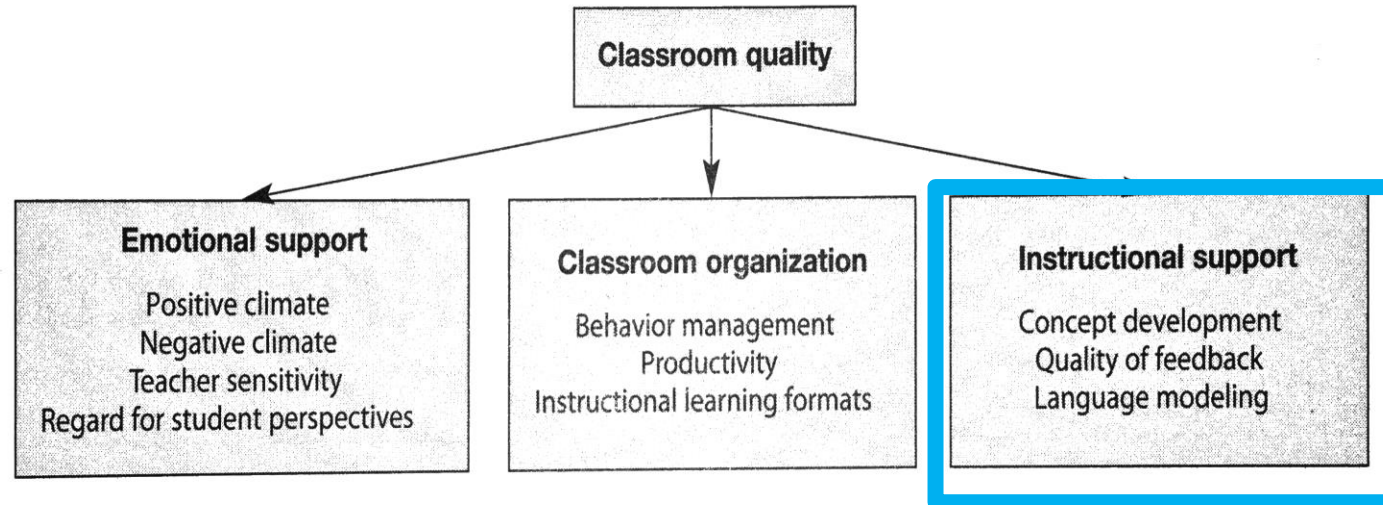 Classroom quality
Emotional support
Positive climate
Negative climate
Teacher sensitivity
Regard for student perspectives
Classroom organization
Behavior management
Productivity
Instructional learning formats
Instructional support
Concept development
Quality of feedback
Language modeling